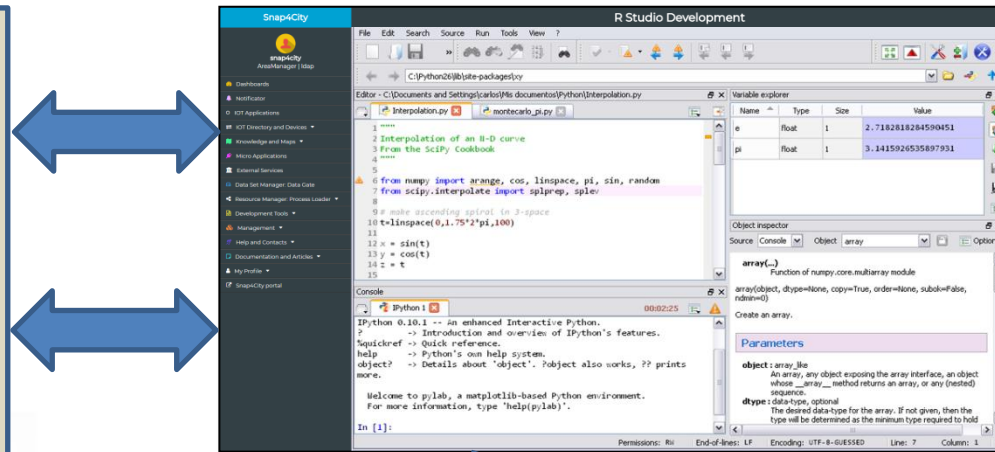 Snap4City
R Studio Development
snap4city
AreaManager | ldap
Dashboards
Notificator
IOT Applications
IOT Directory and Devices
Knowledge and Maps
Micro Applications
External Services
Data Set Manager: Data Gate
Resource Manager: Process Loader
Development Tools
Management
Help and Contacts
Documentation and Articles
My Profile
Snap4City portal
File Edit Search Source Run Tools View ?
C:\Python26\lib\site-packages\xy
Editor - C:\Documents and Settings\carlos\Mis documentos\Python\Interpolation.py
Interpolation.py montecarlo_pi.py
1 """
2 Interpolation of an N-D curve
3 From the SciPy Cookbook
4 """
5
6 from numpy import arange, cos, linspace, pi, sin, random
7 from scipy.interpolate import splprep, splev
8
9 # make ascending spiral in 3-space
10 t=linspace(0,1.75*2*pi,100)
11
12 x = sin(t)
13 y = cos(t)
14 z = t
15
Console
IPython 1 00:02:25
IPython 0.10.1 -- An enhanced Interactive Python.
? -> Introduction and overview of IPython's features.
%quickref -> Quick reference.
help -> Python's own help system.
object? -> Details about 'object'. ?object also works, ?? prints
more.
Welcome to pylab, a matplotlib-based Python environment.
For more information, type 'help(pylab)'.
In [1]:
Variable explorer
Name Type Size Value
e float 1 2.7182818284590451
pi float 1 3.1415926535897931
Object inspector
Source Console Object array Option
array(...)
Function of numpy.core.multiarray module
array(object, dtype=None, copy=True, order=None, subok=False,
ndmin=0)
Create an array.
Parameters
object : array_like
An array, any object exposing the array interface, an object
whose __array__ method returns an array, or any (nested)
sequence.
dtype : data-type, optional
The desired data-type for the array. If not given, then the
type will be determined as the minimum type required to hold
Permissions: RW End-of-lines: LF Encoding: UTF-8-GUESSED Line: 7 Column: 1